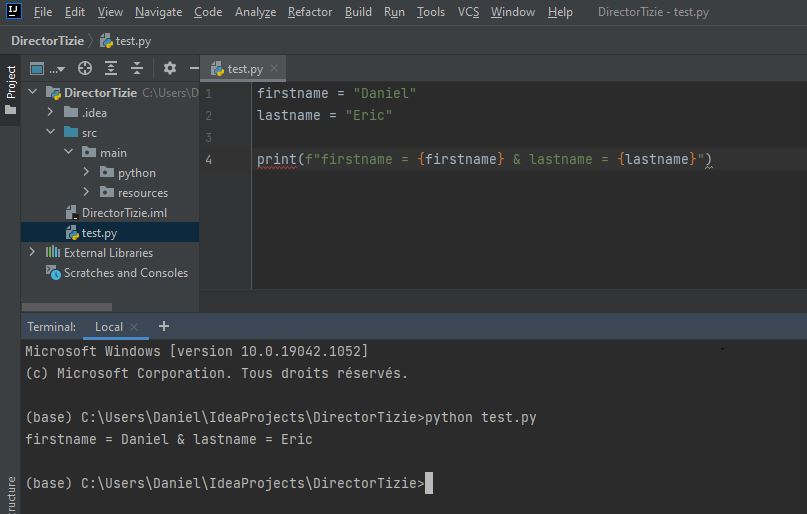 IJ File Edit View Navigate Code Analyze Refactor Build Run Tools VCS Window Help DirectorTizie - test.py
DirectorTizie test.py
Project
... test.py
DirectorTizie C:\Users\D
.idea
src
main
python
resources
DirectorTizie.iml
test.py
External Libraries
Scratches and Consoles
1 firstname = "Daniel"
2 lastname = "Eric"
3
4 print(f"firstname = {firstname} & lastname = {lastname}")
Terminal: Local +
Microsoft Windows [version 10.0.19042.1052]
(c) Microsoft Corporation. Tous droits réservés.
(base) C:\Users\Daniel\IdeaProjects\DirectorTizie>python test.py
firstname = Daniel & lastname = Eric
(base) C:\Users\Daniel\IdeaProjects\DirectorTizie>
ructure